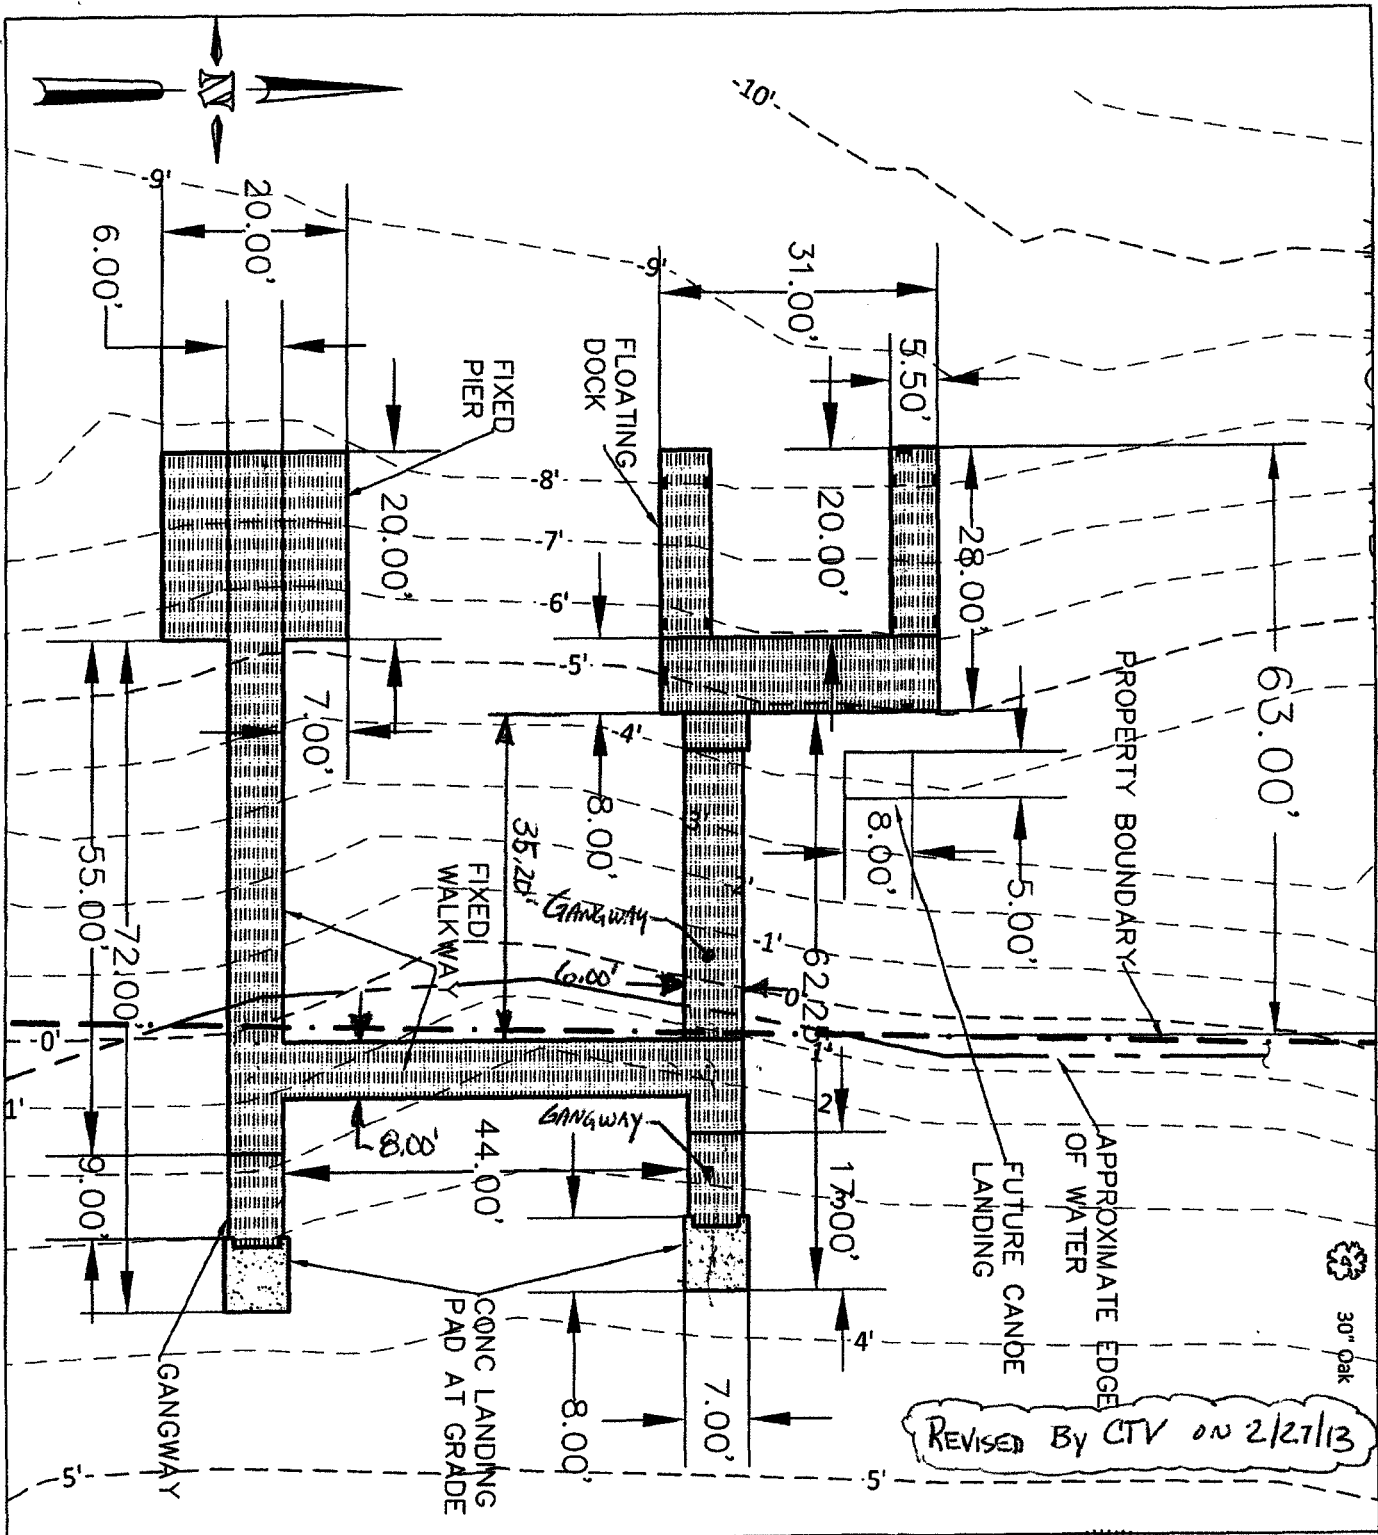 N
-10'
-9'
20.00'
6.00'
-9'
31.00'
5.50'
FLOATING
DOCK
FIXED
PIER
20.00'
20.00'
28.00'
63.00'
-8'
-7'
-6'
-5'
-4'
7.00'
8.00'
35.20'
8.00'
5.00'
PROPERTY BOUNDARY
FIXED
WALKWAY
GANGWAY
-1'
6.00'
0
62.25'
55.00'
72.00'
-0'
1'
1'
2
8.00'
44.00'
GANGWAY
17.00'
9.00'
APPROXIMATE EDGE
OF WATER
FUTURE CANOE
LANDING
30" Oak
4'
CONC LANDING
PAD AT GRADE
GANGWAY
8.00'
7.00'
REVISED By CTV ON 2/27/13
-5'
-5'